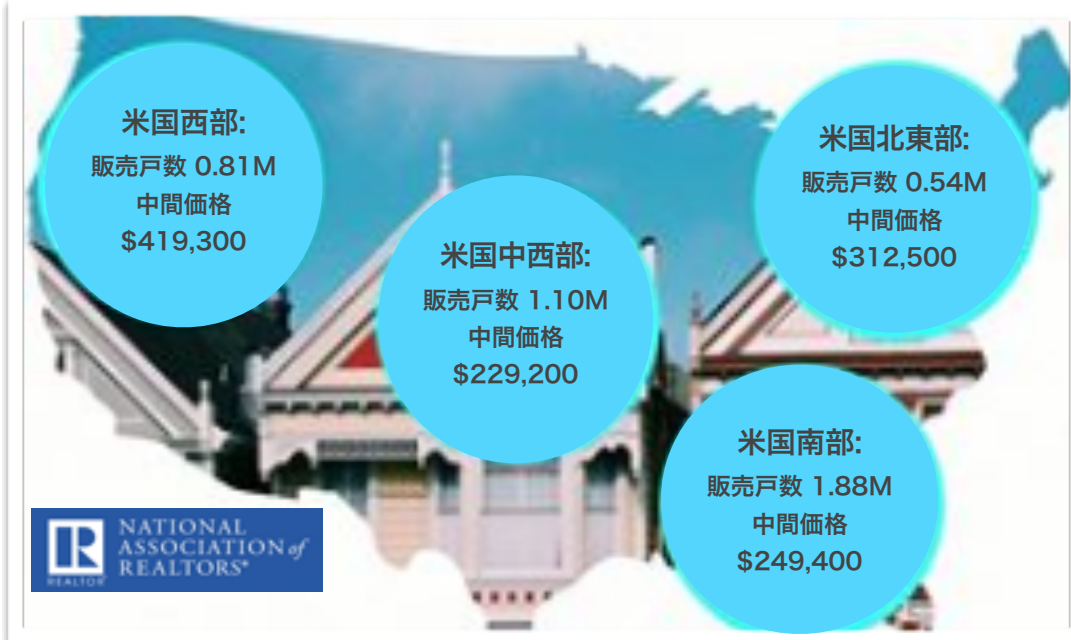 米国西部:
販売戸数 0.81M
中間価格
$419,300
米国中西部:
販売戸数 1.10M
中間価格
$229,200
米国北東部:
販売戸数 0.54M
中間価格
$312,500
米国南部:
販売戸数 1.88M
中間価格
$249,400
R
REALTOR®
NATIONAL
ASSOCIATION of
REALTORS®